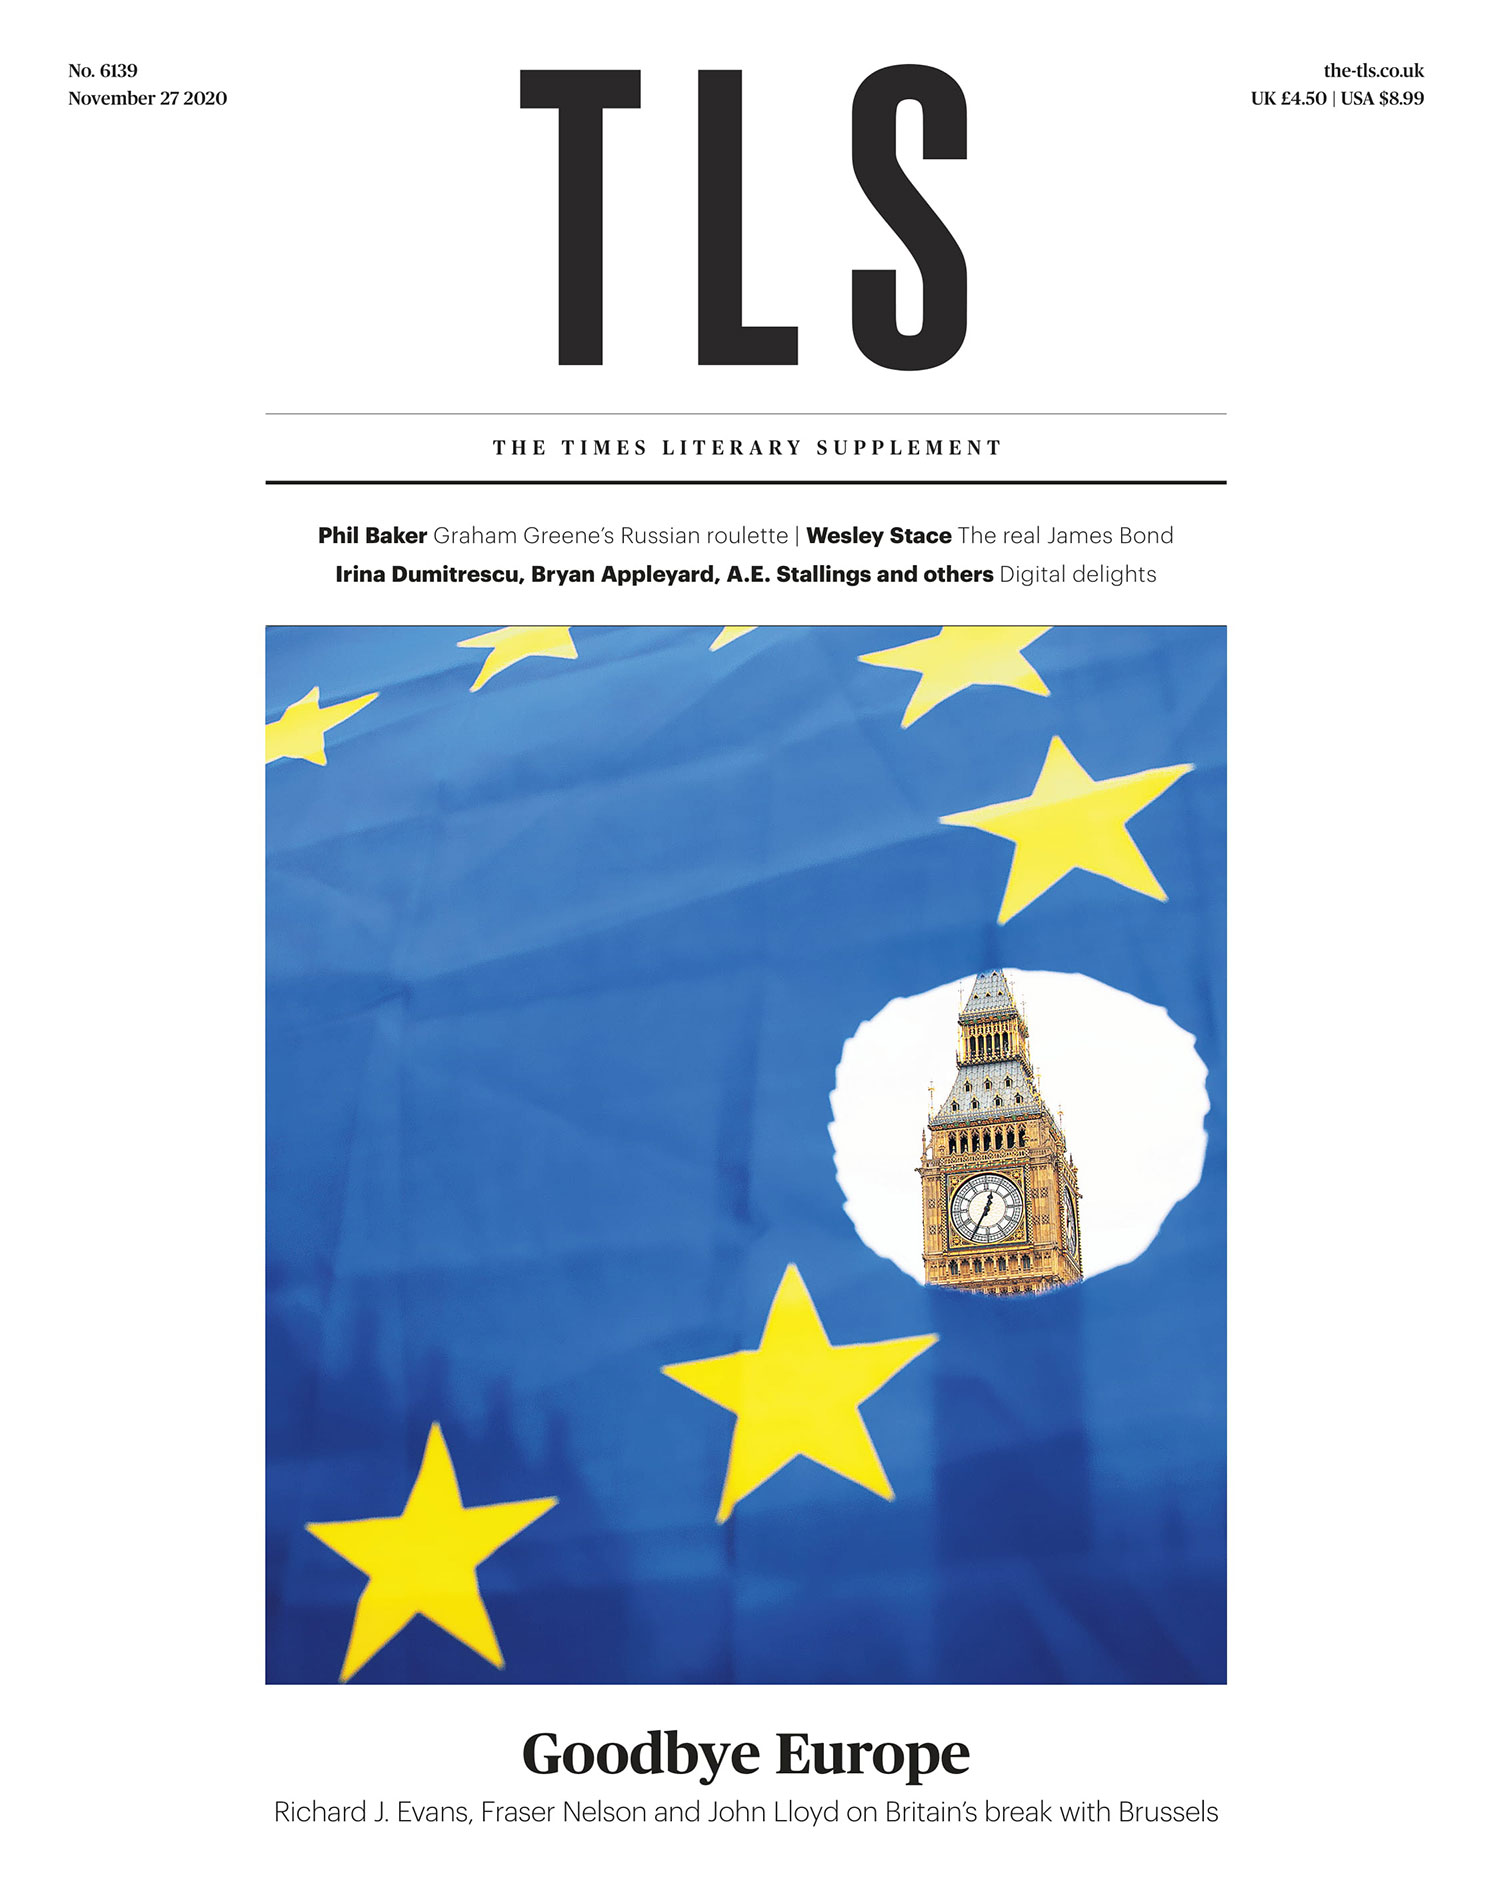 No. 6139
November 27 2020
the-tls.co.uk
UK £4.50 | USA $8.99
TLS
THE TIMES LITERARY SUPPLEMENT
Phil Baker Graham Greene’s Russian roulette | Wesley Stace The real James Bond
Irina Dumitrescu, Bryan Appleyard, A.E. Stallings and others Digital delights
Goodbye Europe
Richard J. Evans, Fraser Nelson and John Lloyd on Britain’s break with Brussels